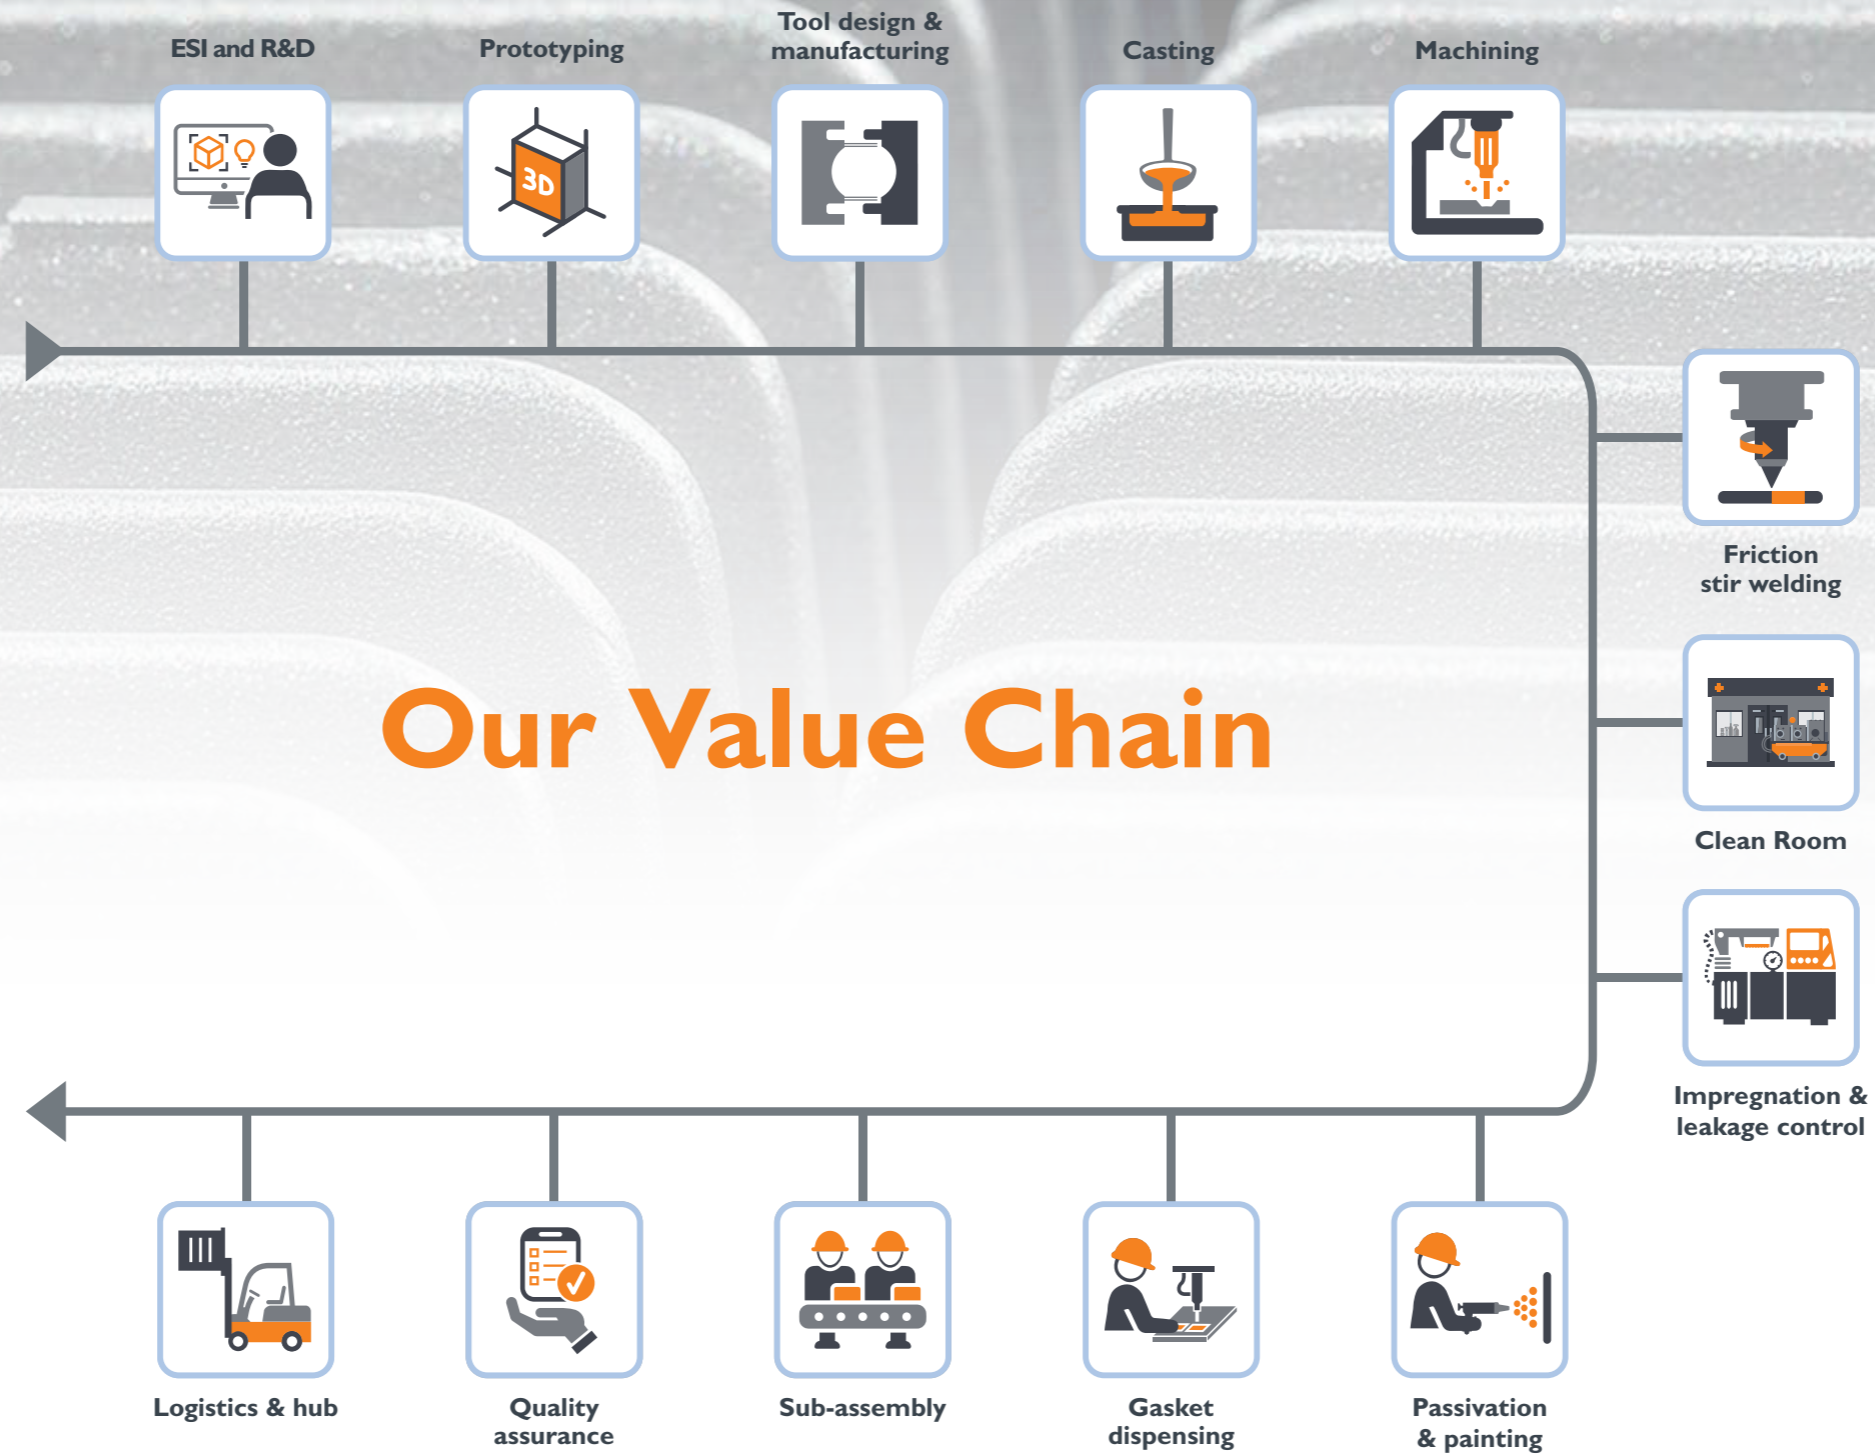 ESI and R&D
Prototyping
Tool design &
manufacturing
Casting
Machining
3D
Friction
stir welding
Our Value Chain
Clean Room
Impregnation &
leakage control
Logistics & hub
Quality
assurance
Sub-assembly
Gasket
dispensing
Passivation
& painting